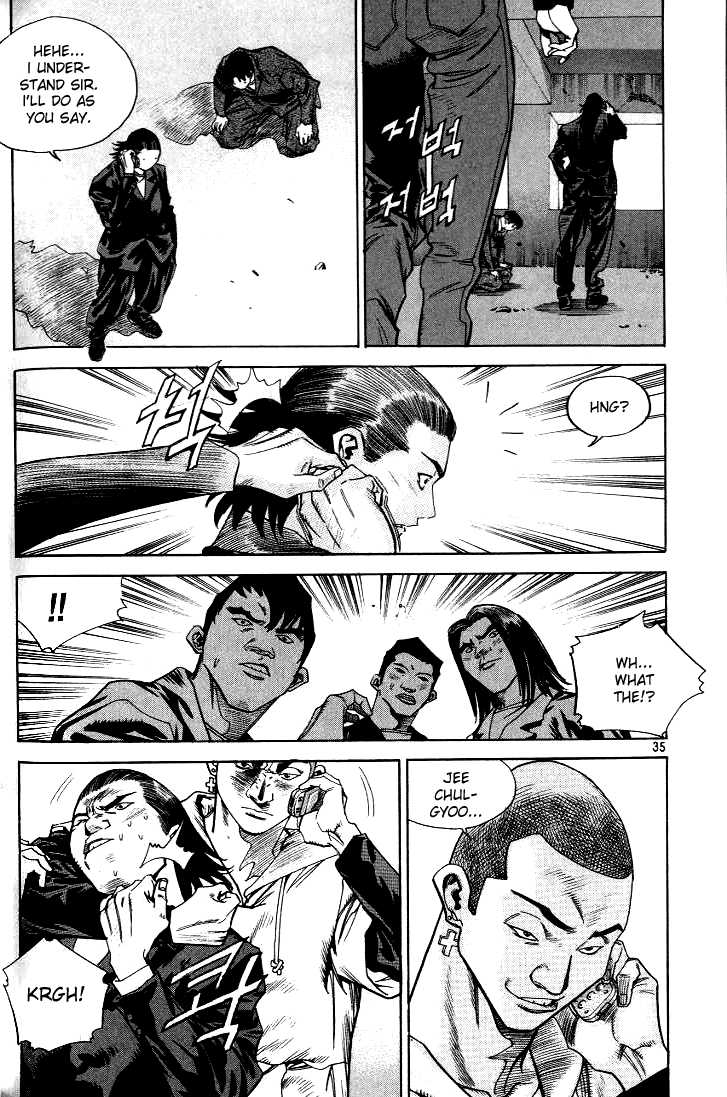 HEHE...
I UNDER-
STAND SIR.
I'LL DO AS
YOU SAY.
저벅
저벅
HNG?
콱
!!
WH...
WHAT
THE!?
35
JEE
CHUL-
GYOO...
KRGH!